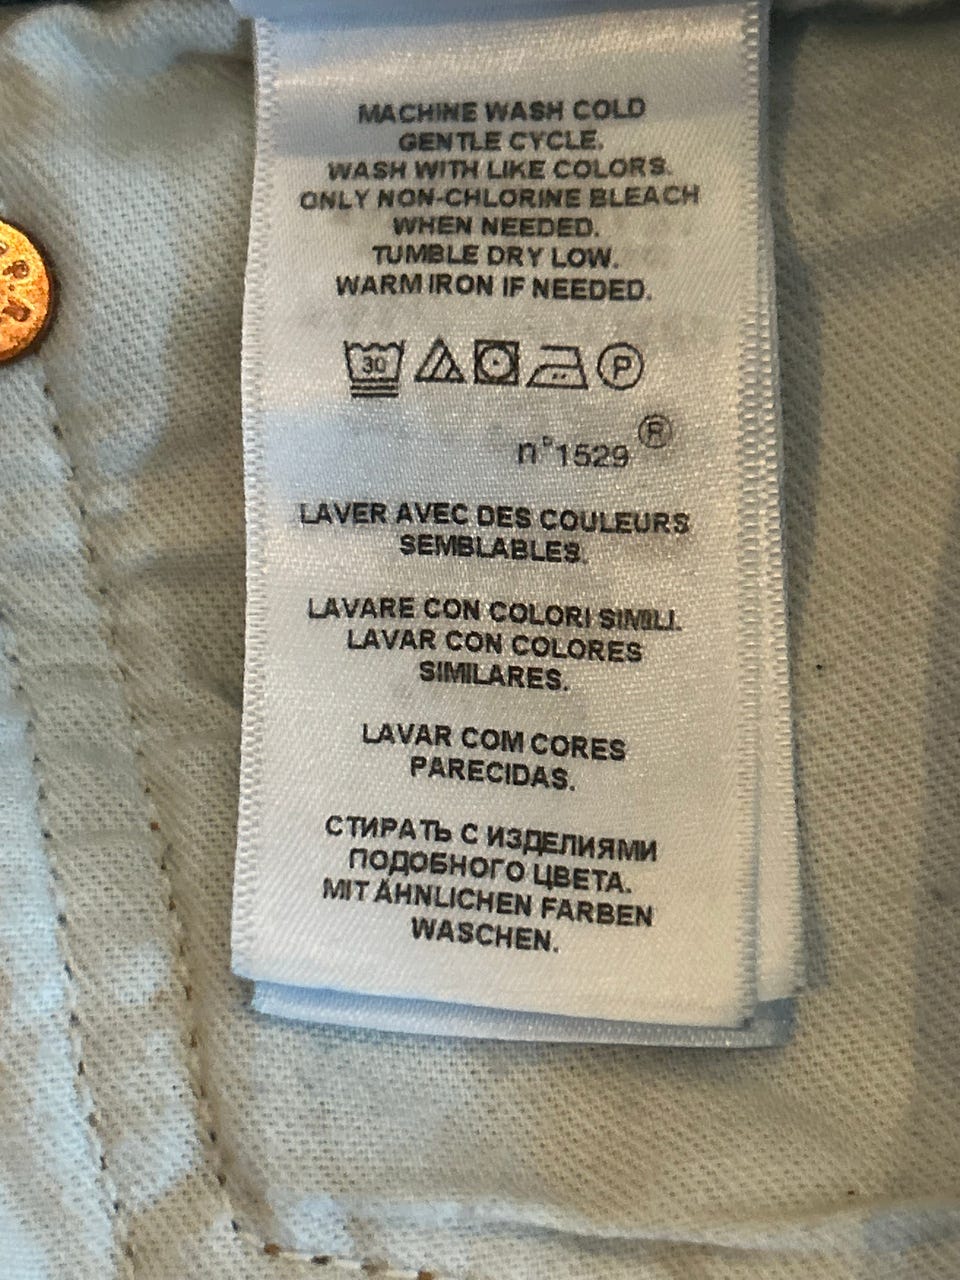 MACHINE WASH COLD
GENTLE CYCLE.
WASH WITH LIKE COLORS.
ONLY NON-CHLORINE BLEACH
WHEN NEEDED.
TUMBLE DRY LOW.
WARM IRON IF NEEDED.
30 P
n°1529 ®
LAVER AVEC DES COULEURS
SEMBLABLES.
LAVARE CON COLORI SIMILI.
LAVAR CON COLORES
SIMILARES.
LAVAR COM CORES
PARECIDAS.
СТИРАТЬ С ИЗДЕЛИЯМИ
ПОДОБНОГО ЦВЕТА.
MIT ÄHNLICHEN FARBEN
WASCHEN.